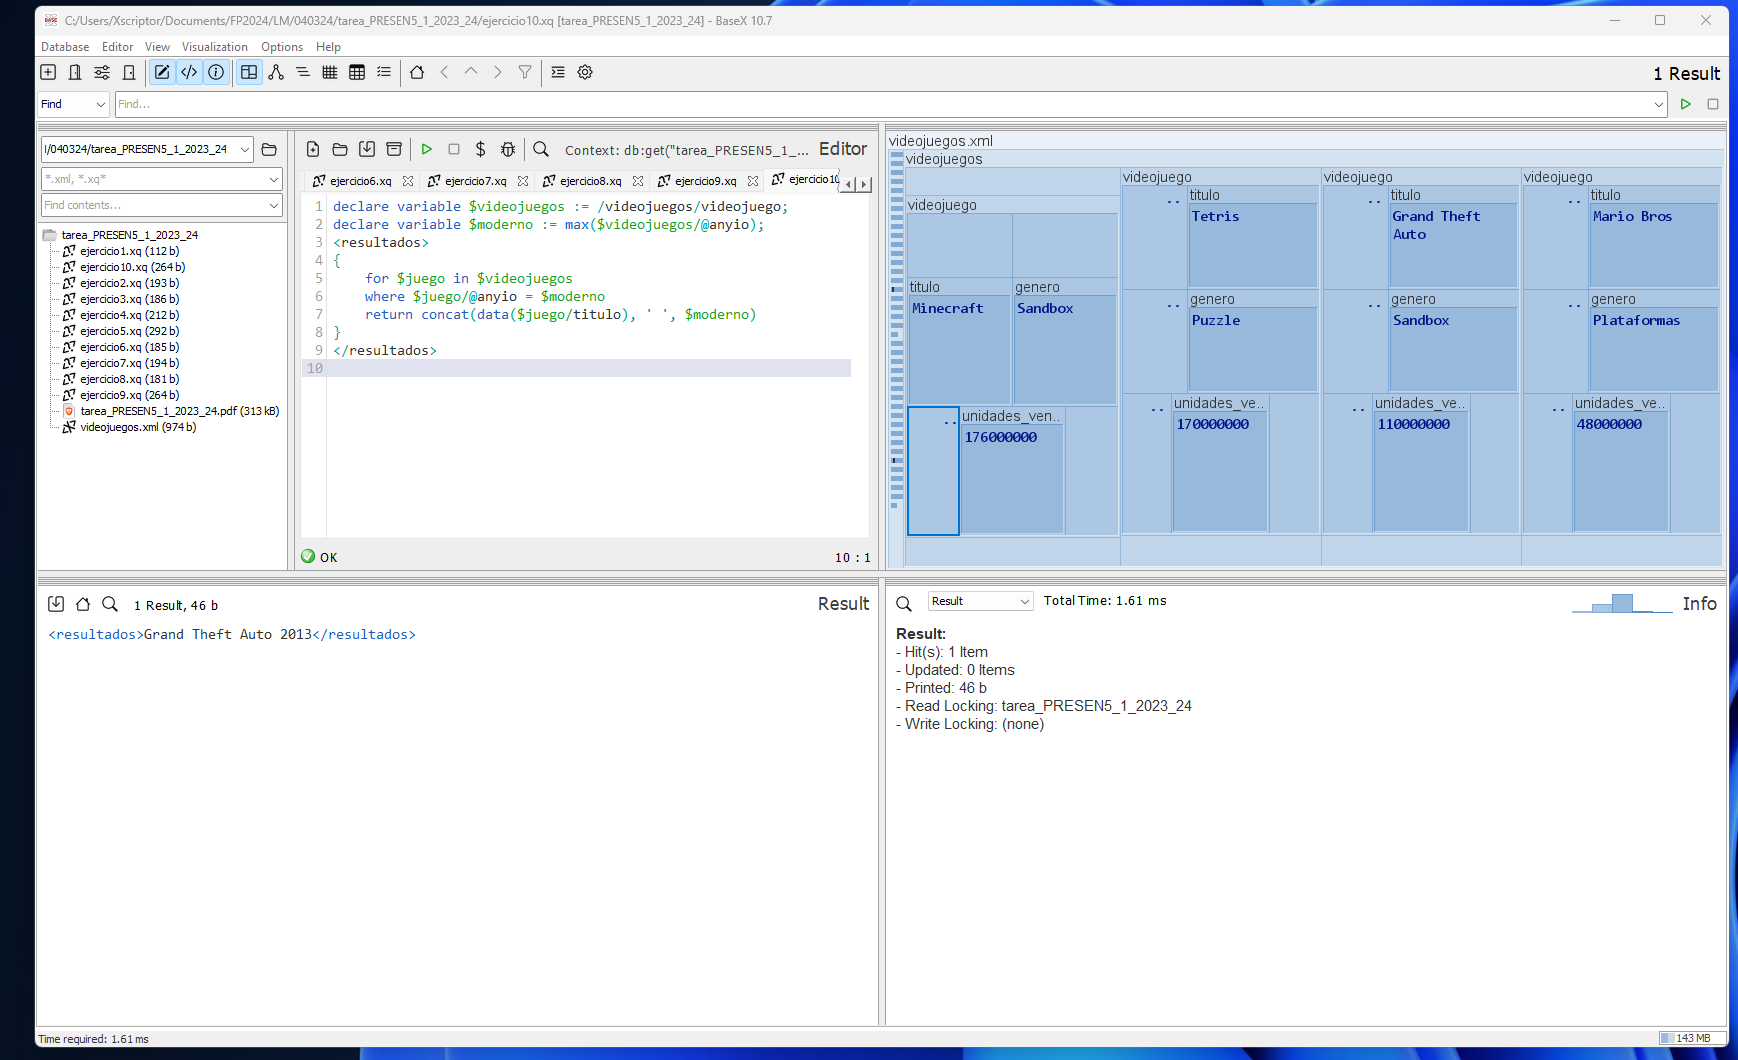 C:/Users/Xscriptor/Documents/FP2024/LM/040324/tarea_PRESEN5_1_2023_24/ejercicio10.xq [tarea_PRESEN5_1_2023_24] - BaseX 10.7
Database Editor View Visualization Options Help
1 Result
Find
Find...
l/040324/tarea_PRESEN5_1_2023_24
*.xml, *.xq*
Find contents...
tarea_PRESEN5_1_2023_24
ejercicio1.xq (112 b)
ejercicio10.xq (264 b)
ejercicio2.xq (193 b)
ejercicio3.xq (186 b)
ejercicio4.xq (212 b)
ejercicio5.xq (292 b)
ejercicio6.xq (185 b)
ejercicio7.xq (194 b)
ejercicio8.xq (181 b)
ejercicio9.xq (264 b)
tarea_PRESEN5_1_2023_24.pdf (313 kB)
videojuegos.xml (974 b)
Context: db:get("tarea_PRESEN5_1_... Editor
ejercicio6.xq ejercicio7.xq ejercicio8.xq ejercicio9.xq ejercicio10
1 declare variable $videojuegos := /videojuegos/videojuego;
2 declare variable $moderno := max($videojuegos/@anyio);
3 <resultados>
4 {
5 for $juego in $videojuegos
6 where $juego/@anyio = $moderno
7 return concat(data($juego/titulo), ' ', $moderno)
8 }
9 </resultados>
10
OK 10 : 1
videojuegos.xml
videojuegos
videojuego
titulo
Minecraft
genero
Sandbox
..
unidades_ven..
176000000
videojuego
..
titulo
Tetris
..
genero
Puzzle
..
unidades_ve..
170000000
videojuego
..
titulo
Grand Theft
Auto
..
genero
Sandbox
..
unidades_ve..
110000000
videojuego
..
titulo
Mario Bros
..
genero
Plataformas
..
unidades_ve..
48000000
1 Result, 46 b Result
<resultados>Grand Theft Auto 2013</resultados>
Result Total Time: 1.61 ms Info
Result:
- Hit(s): 1 Item
- Updated: 0 Items
- Printed: 46 b
- Read Locking: tarea_PRESEN5_1_2023_24
- Write Locking: (none)
Time required: 1.61 ms
143 MB